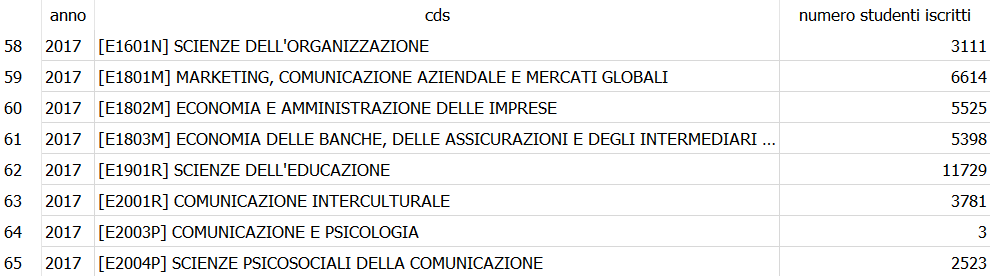 anno cds numero studenti iscritti
58 2017 [E1601N] SCIENZE DELL'ORGANIZZAZIONE 3111
59 2017 [E1801M] MARKETING, COMUNICAZIONE AZIENDALE E MERCATI GLOBALI 6614
60 2017 [E1802M] ECONOMIA E AMMINISTRAZIONE DELLE IMPRESE 5525
61 2017 [E1803M] ECONOMIA DELLE BANCHE, DELLE ASSICURAZIONI E DEGLI INTERMEDIARI ... 5398
62 2017 [E1901R] SCIENZE DELL'EDUCAZIONE 11729
63 2017 [E2001R] COMUNICAZIONE INTERCULTURALE 3781
64 2017 [E2003P] COMUNICAZIONE E PSICOLOGIA 3
65 2017 [E2004P] SCIENZE PSICOSOCIALI DELLA COMUNICAZIONE 2523